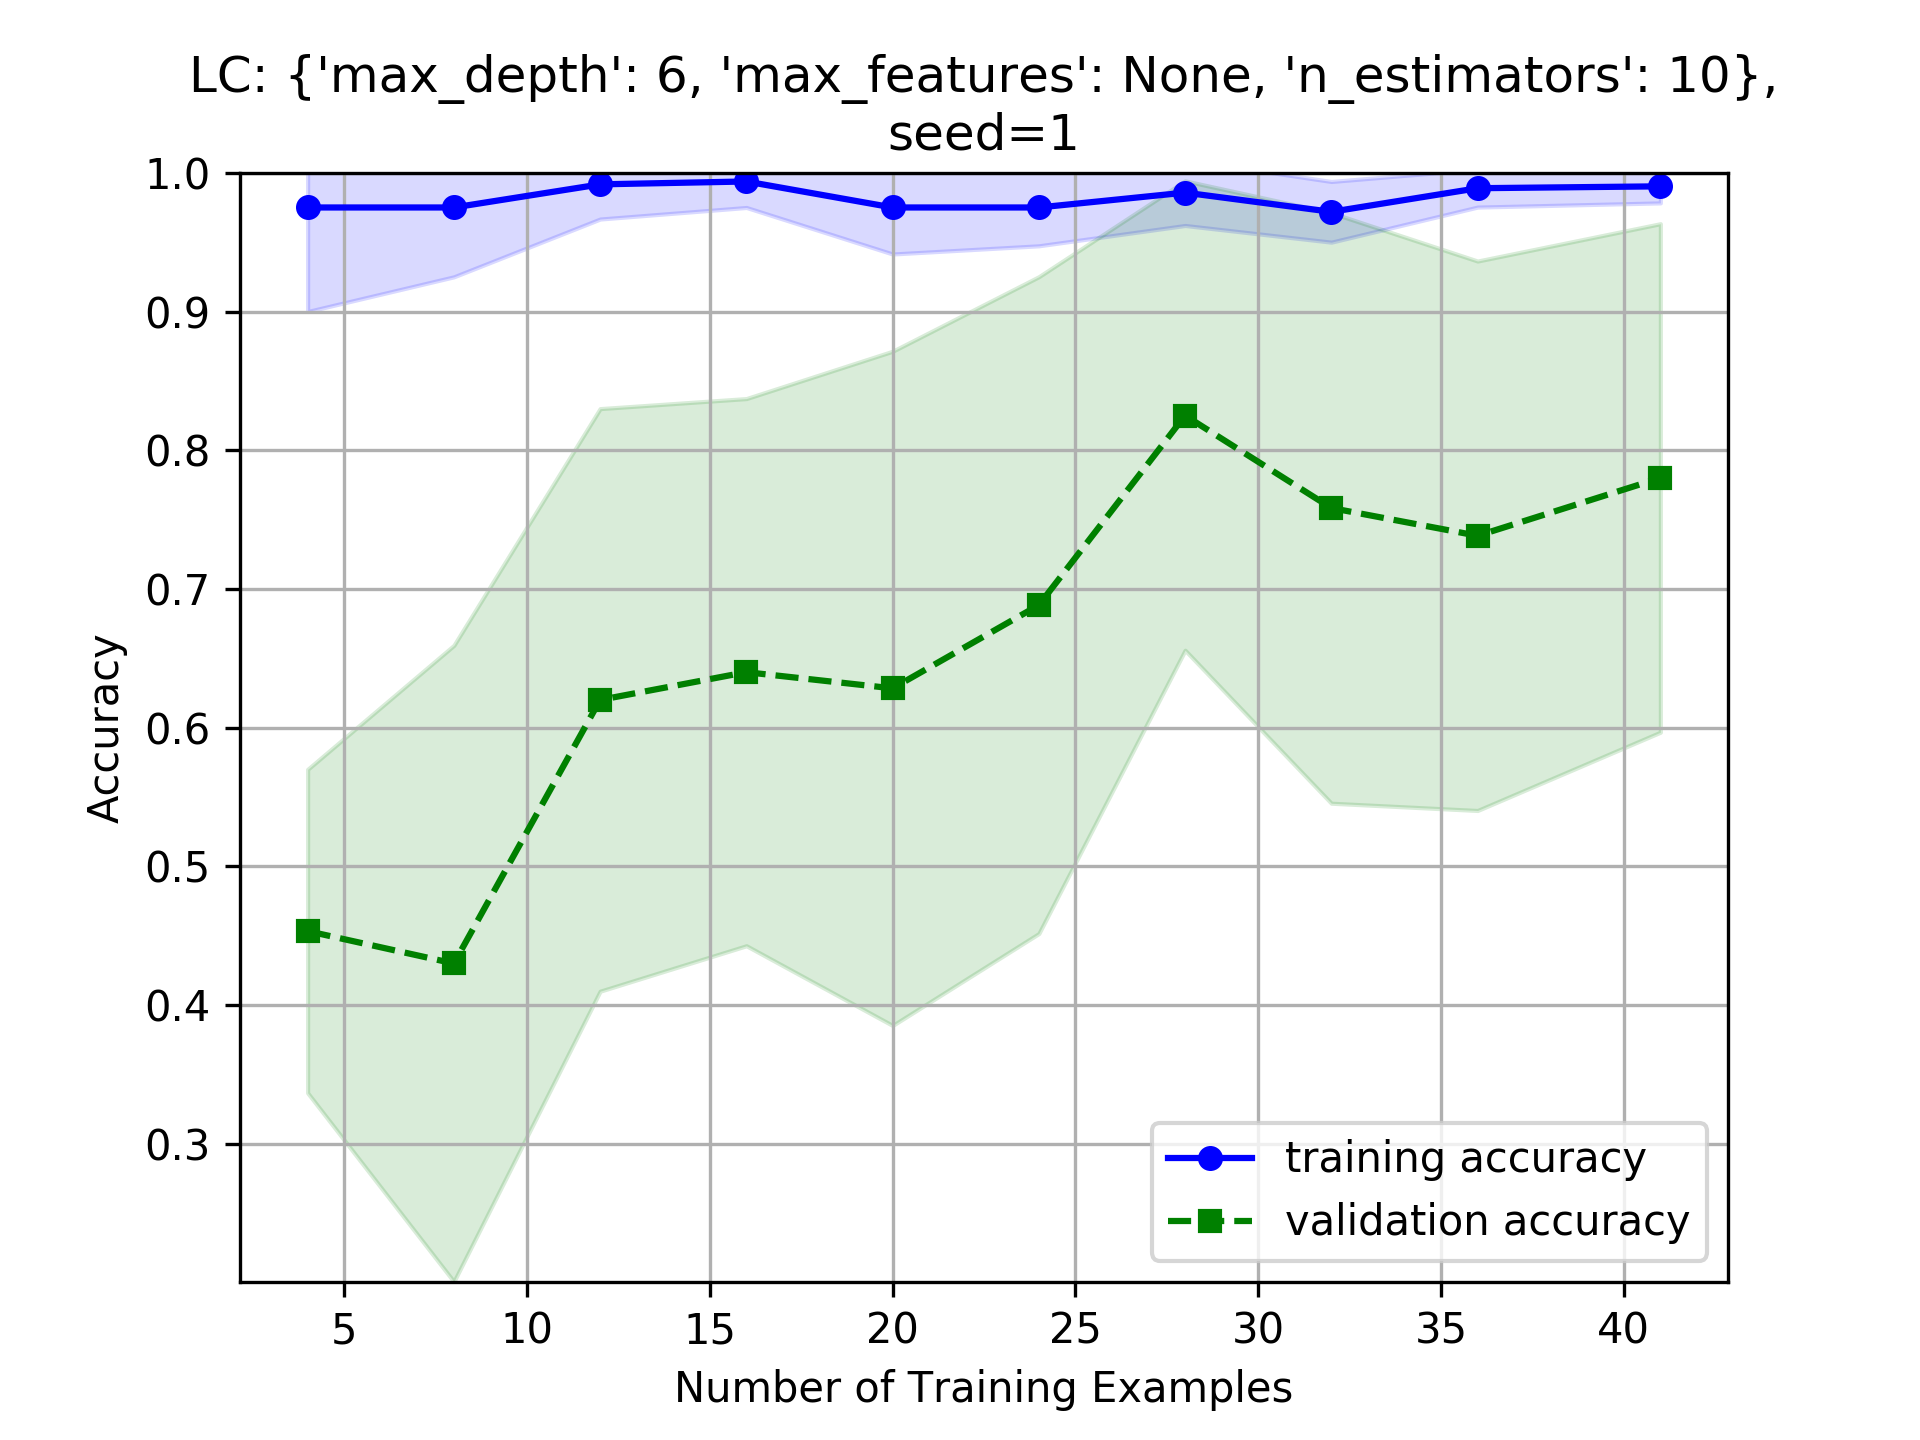 LC: {'max_depth': 6, 'max_features': None, 'n_estimators': 10},
seed=1
1.0
0.9
0.8
0.7
0.6
0.5
0.4
0.3
Accuracy
training accuracy
validation accuracy
5 10 15 20 25 30 35 40
Number of Training Examples